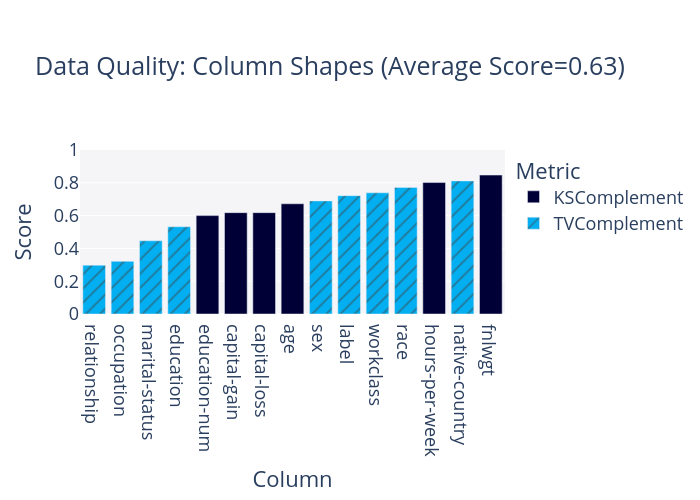 Data Quality: Column Shapes (Average Score=0.63)
Score
1
0.8
0.6
0.4
0.2
0
relationship
occupation
marital-status
education
education-num
capital-gain
capital-loss
age
sex
label
workclass
race
hours-per-week
native-country
fnlwgt
Column
Metric
KSComplement
TVComplement